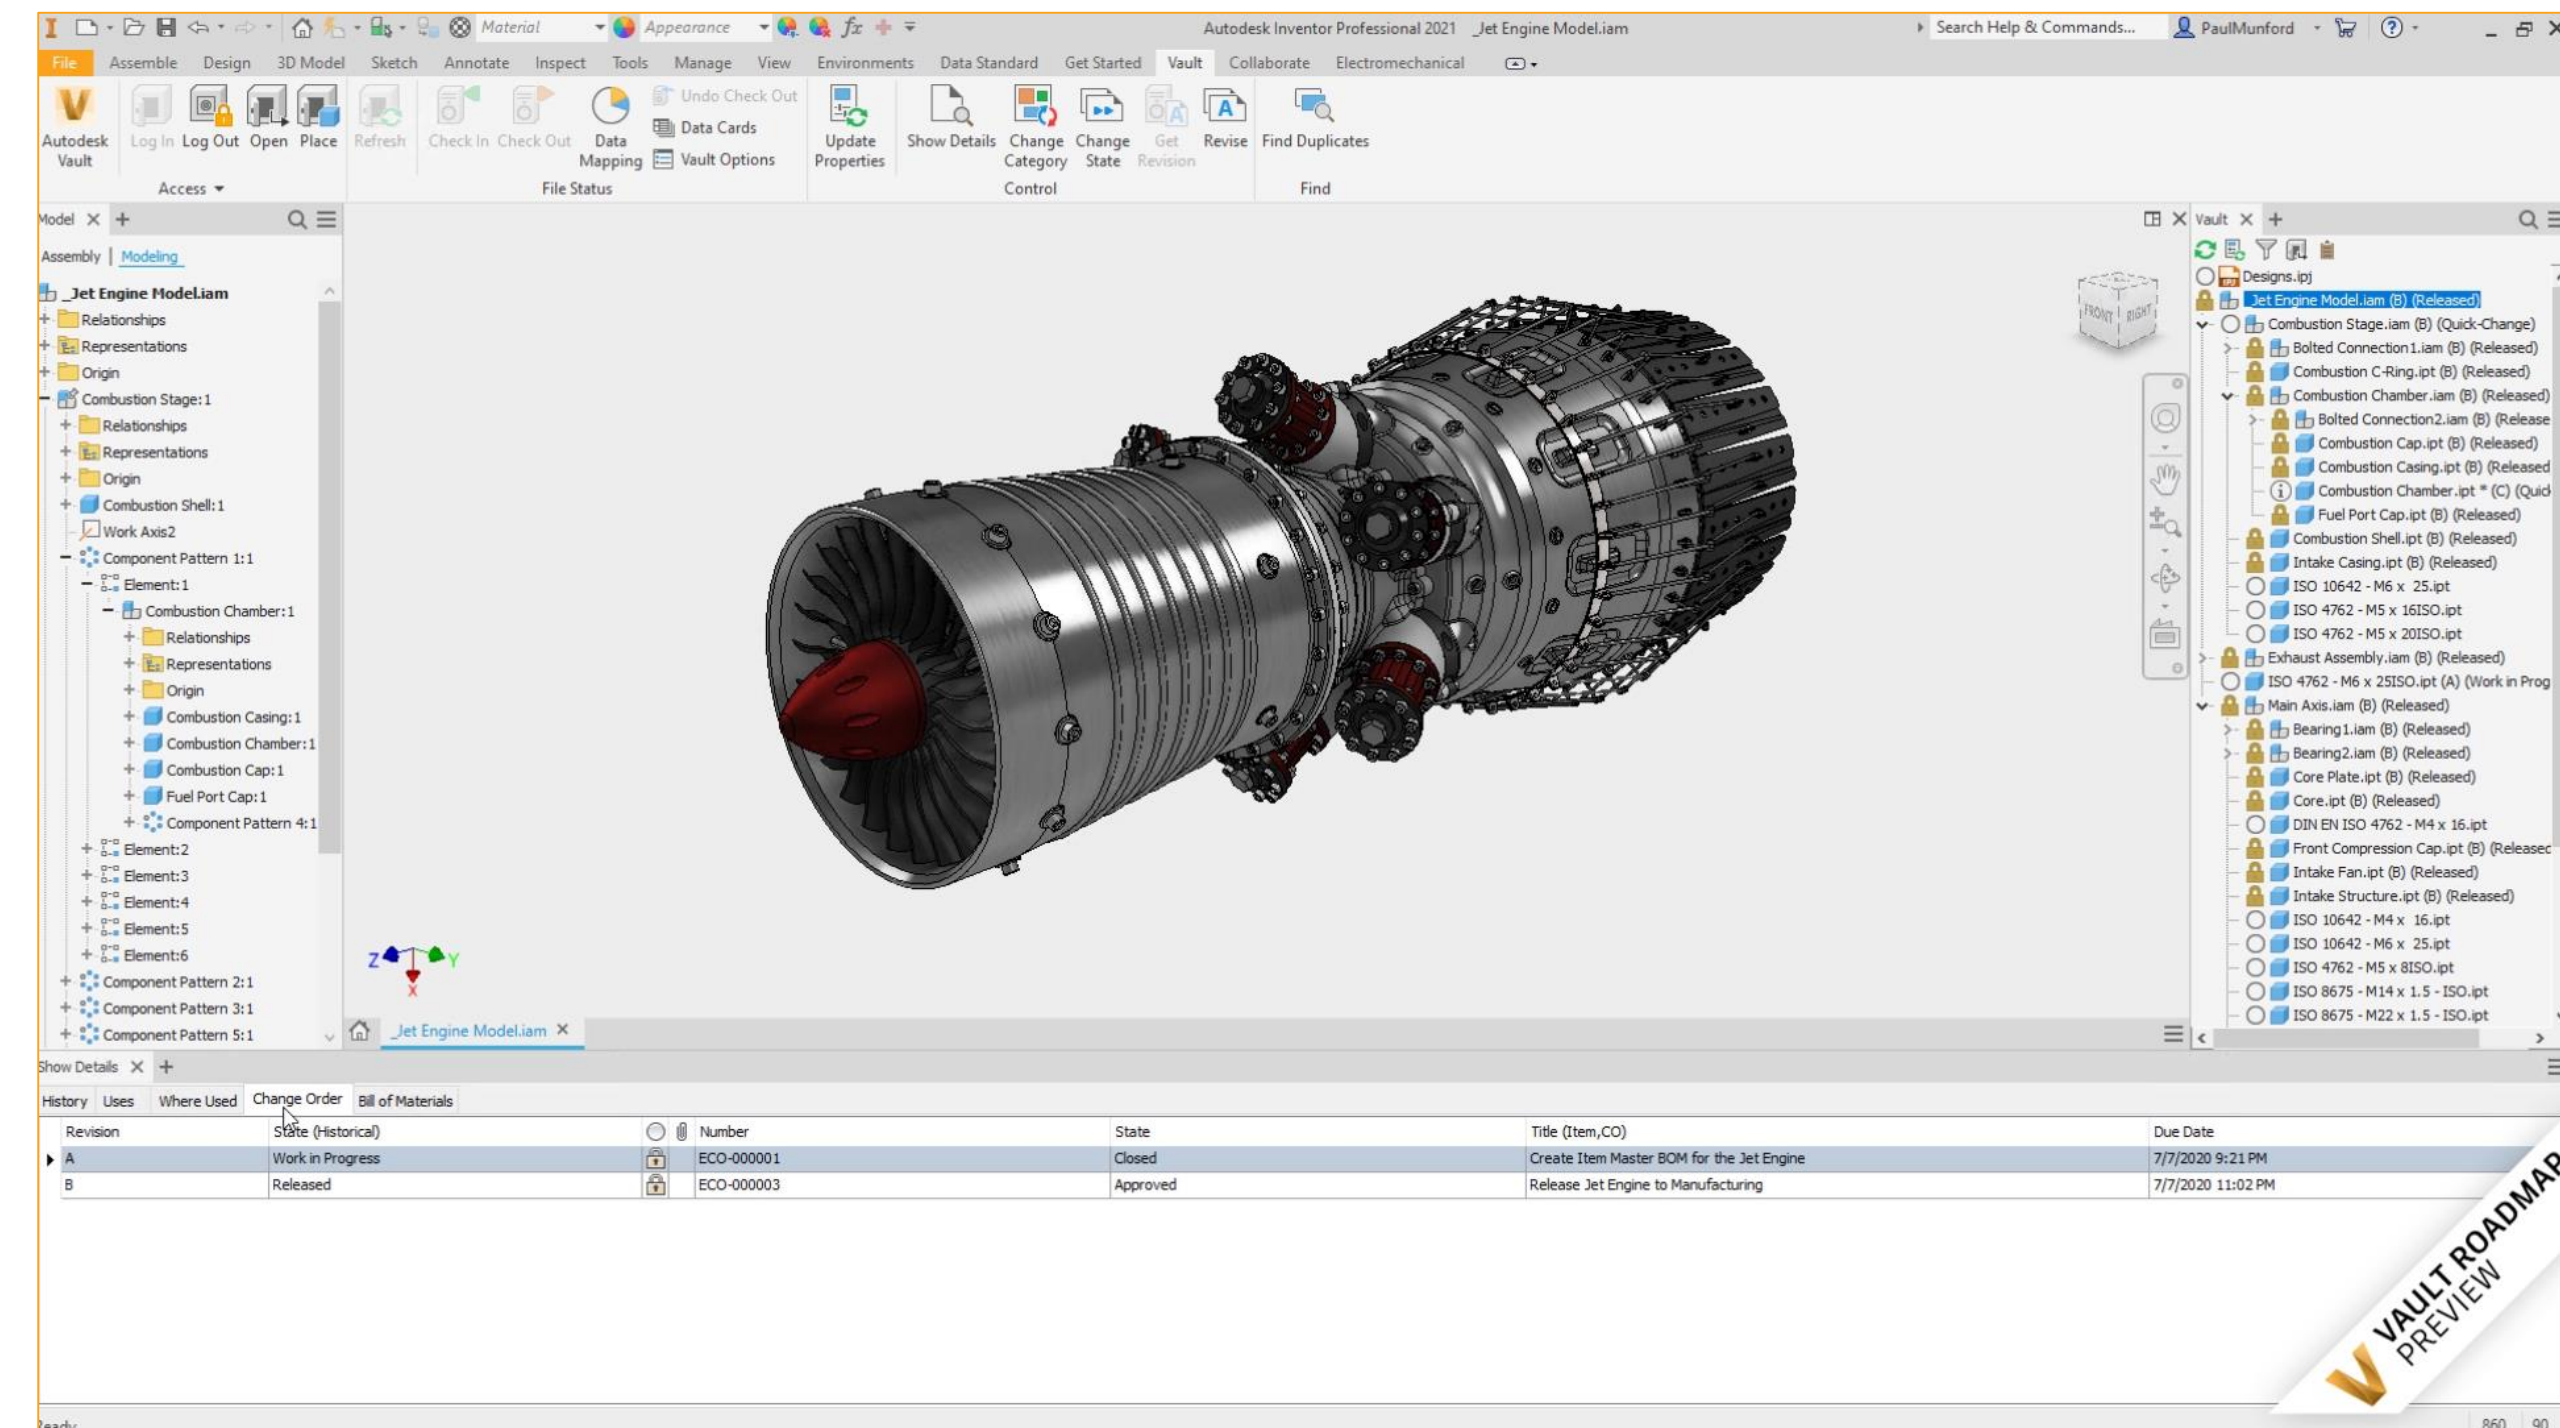 Material Appearance fx Autodesk Inventor Professional 2021 _Jet Engine Model.iam Search Help & Commands... PaulMunford
File Assemble Design 3D Model Sketch Annotate Inspect Tools Manage View Environments Data Standard Get Started Vault Collaborate Electromechanical
Autodesk Vault
Log In Log Out Open Place
Access
Refresh
Check In Check Out
Data Mapping
Undo Check Out
Data Cards
Vault Options
File Status
Update Properties
Show Details
Change Category
Change State
Get Revision
Revise
Control
Find Duplicates
Find
Model
Assembly | Modeling
_Jet Engine Model.iam
Relationships
Representations
Origin
Combustion Stage:1
Relationships
Representations
Origin
Combustion Shell:1
Work Axis2
Component Pattern 1:1
Element:1
Combustion Chamber:1
Relationships
Representations
Origin
Combustion Casing:1
Combustion Chamber:1
Combustion Cap:1
Fuel Port Cap:1
Component Pattern 4:1
Element:2
Element:3
Element:4
Element:5
Element:6
Component Pattern 2:1
Component Pattern 3:1
Component Pattern 5:1
Z Y
X
FRONT RIGHT
_Jet Engine Model.iam
Vault
Designs.ipj
_Jet Engine Model.iam (B) (Released)
Combustion Stage.iam (B) (Quick-Change)
Bolted Connection1.iam (B) (Released)
Combustion C-Ring.ipt (B) (Released)
Combustion Chamber.iam (B) (Released)
Bolted Connection2.iam (B) (Release
Combustion Cap.ipt (B) (Released)
Combustion Casing.ipt (B) (Released
Combustion Chamber.ipt * (C) (Quick
Fuel Port Cap.ipt (B) (Released)
Combustion Shell.ipt (B) (Released)
Intake Casing.ipt (B) (Released)
ISO 10642 - M6 x 25.ipt
ISO 4762 - M5 x 16ISO.ipt
ISO 4762 - M5 x 20ISO.ipt
Exhaust Assembly.iam (B) (Released)
ISO 4762 - M6 x 25ISO.ipt (A) (Work in Prog
Main Axis.iam (B) (Released)
Bearing1.iam (B) (Released)
Bearing2.iam (B) (Released)
Core Plate.ipt (B) (Released)
Core.ipt (B) (Released)
DIN EN ISO 4762 - M4 x 16.ipt
Front Compression Cap.ipt (B) (Released
Intake Fan.ipt (B) (Released)
Intake Structure.ipt (B) (Released)
ISO 10642 - M4 x 16.ipt
ISO 10642 - M6 x 25.ipt
ISO 4762 - M5 x 8ISO.ipt
ISO 8675 - M14 x 1.5 - ISO.ipt
ISO 8675 - M22 x 1.5 - ISO.ipt
Show Details
History Uses Where Used Change Order Bill of Materials
Revision State (Historical) Number State Title (Item,CO) Due Date
A Work in Progress ECO-000001 Closed Create Item Master BOM for the Jet Engine 7/7/2020 9:21 PM
B Released ECO-000003 Approved Release Jet Engine to Manufacturing 7/7/2020 11:02 PM
VAULT ROADMAP
PREVIEW
Ready
860 90